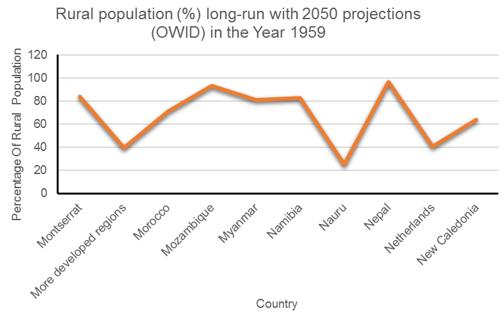 Rural population (%) long-run with 2050 projections
(OWID) in the Year 1959
Percentage Of Rural Population
120
100
80
60
40
20
0
Montserrat
More developed regions
Morocco
Mozambique
Myanmar
Namibia
Nauru
Nepal
Netherlands
New Caledonia
Country